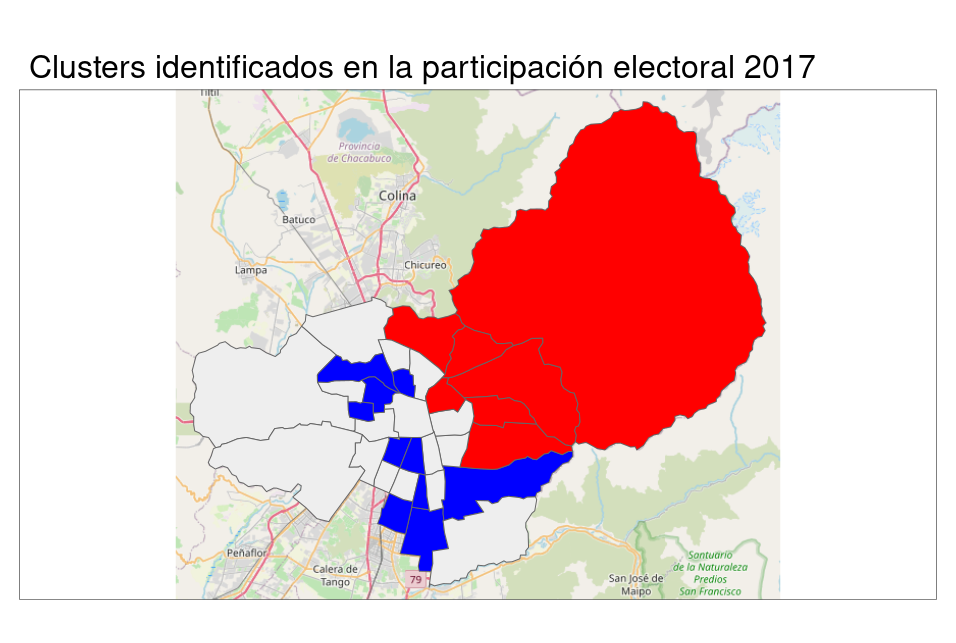 Clusters identificados en la participación electoral 2017
Tiltil
Provincia
de Chacabuco
Colina
Batuco
Chicureo
Lampa
Peñaflor
Calera de
Tango
79
San José de
Maipo
Santuario
de la Naturaleza
Predios
San Francisco